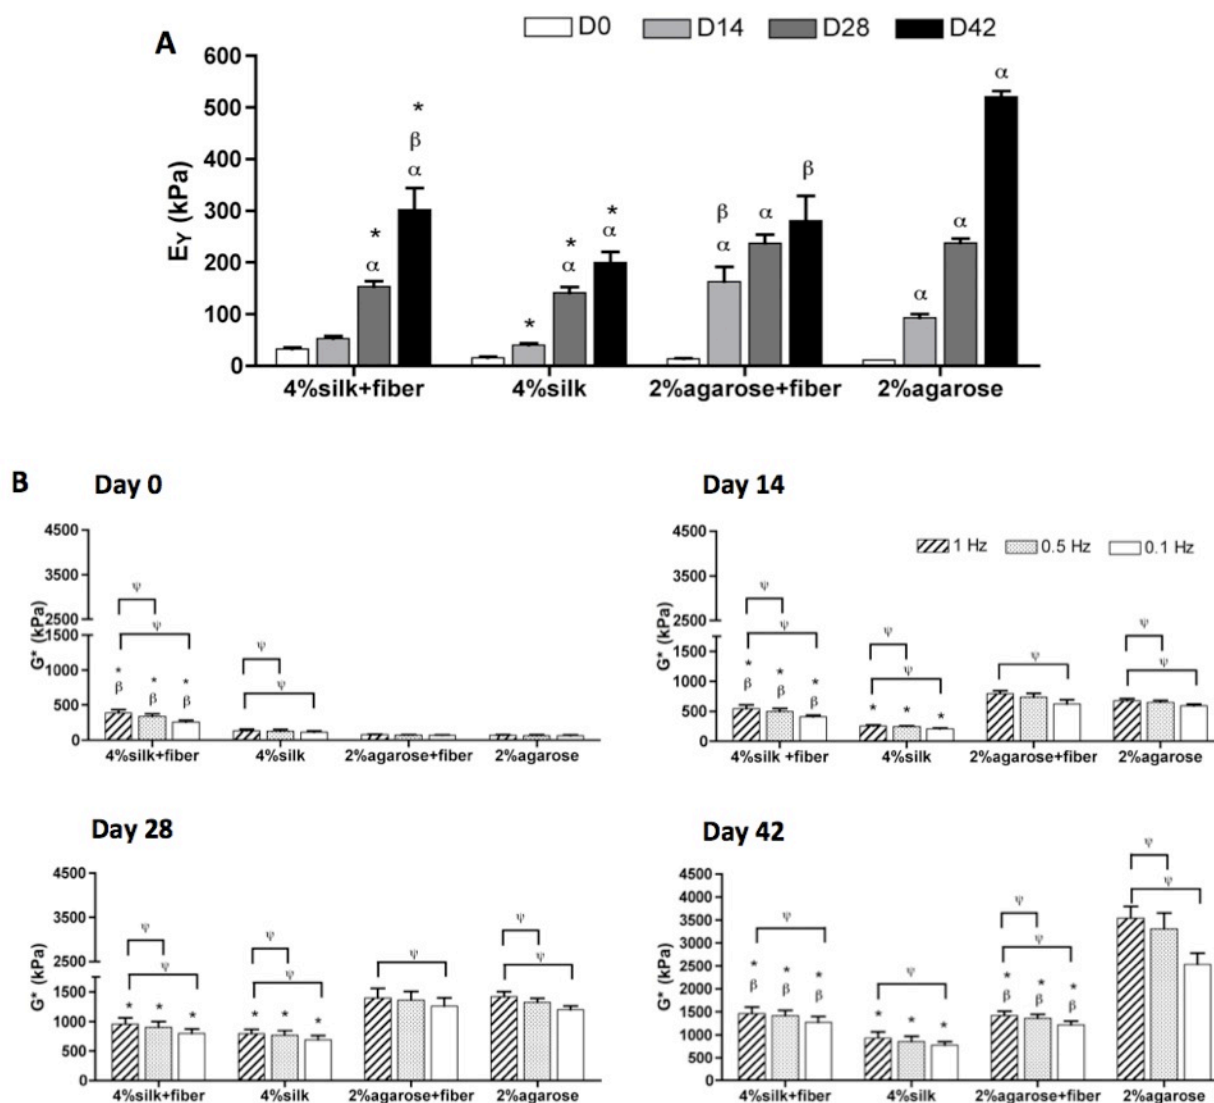 A
D0 D14 D28 D42
600
500
400
300
200
100
0
E_Y (kPa)
*
β
α
*
α
*
α
*
α
*
β
α
α
β
α
α
α
4%silk+fiber 4%silk 2%agarose+fiber 2%agarose
B
Day 0
4500
3500
2500
1500
1000
500
0
G* (kPa)
ψ
ψ
ψ
ψ
* * *
β β β
4%silk+fiber 4%silk 2%agarose+fiber 2%agarose
Day 14
1 Hz 0.5 Hz 0.1 Hz
4500
3500
2500
1500
1000
500
0
G* (kPa)
ψ
ψ
ψ
ψ
ψ
ψ
ψ
* * *
β β β
* * *
4%silk +fiber 4%silk 2%agarose+fiber 2%agarose
Day 28
4500
3500
2500
1500
1000
500
0
G* (kPa)
ψ
ψ
ψ
ψ
ψ
ψ
ψ
* * *
* * *
4%silk+fiber 4%silk 2%agarose+fiber 2%agarose
Day 42
4500
4000
3500
3000
2500
2000
1500
1000
500
0
G* (kPa)
ψ
ψ
ψ
ψ
ψ
ψ
* * *
β β β
* * *
* * *
β β β
4%silk+fiber 4%silk 2%agarose+fiber 2%agarose